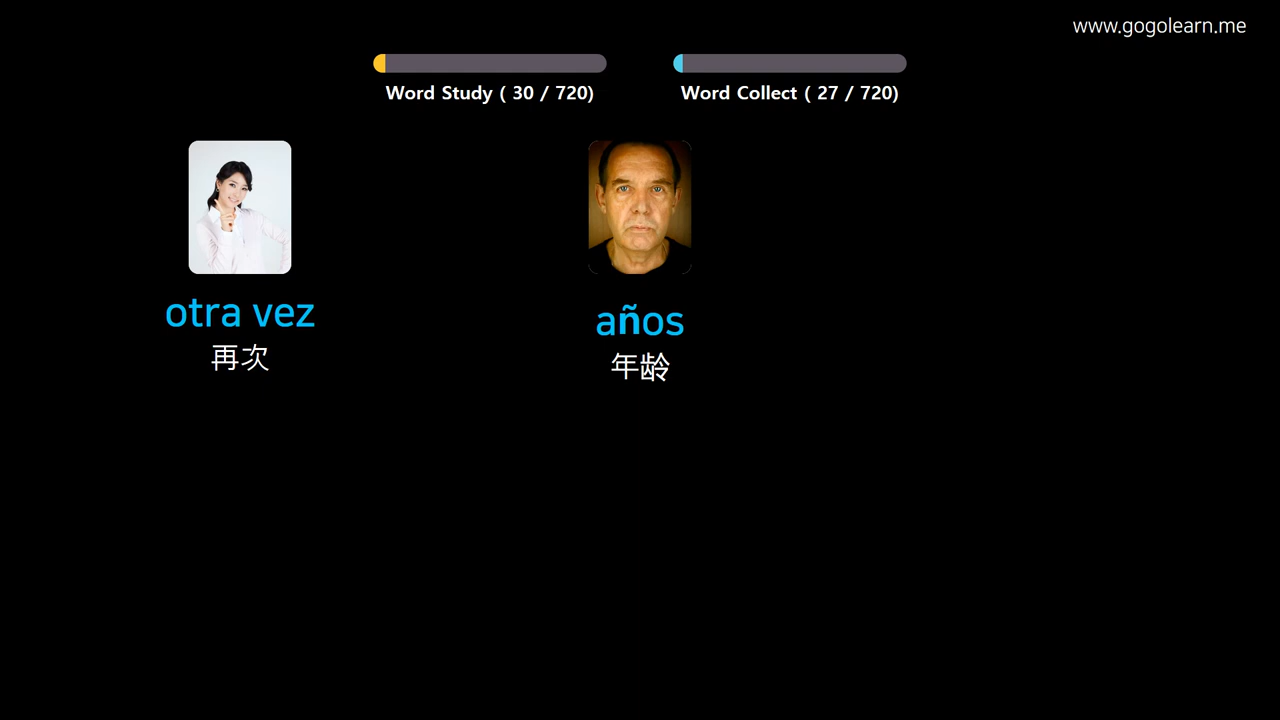 www.gogolearn.me
Word Study ( 30 / 720)
Word Collect ( 27 / 720)
otra vez
再次
años
年龄